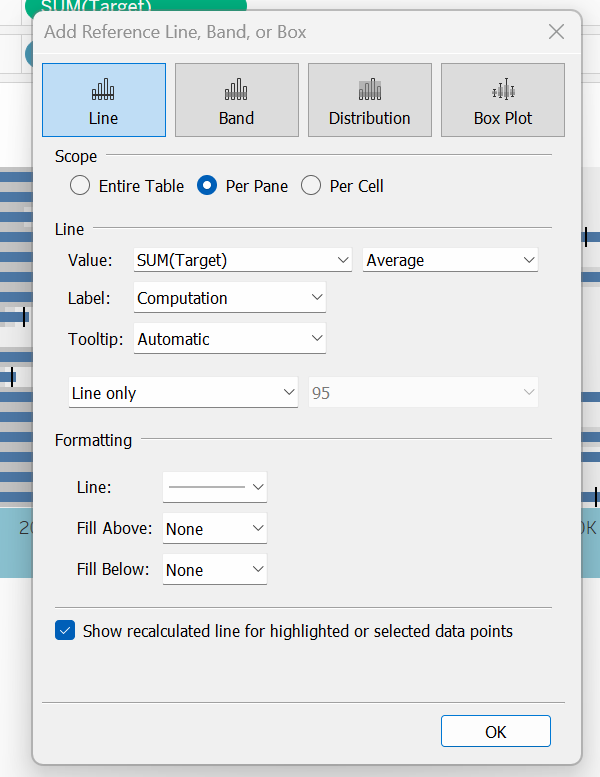 SUM(Target)
Add Reference Line, Band, or Box
Line Band Distribution Box Plot
Scope
Entire Table Per Pane Per Cell
Line
Value: SUM(Target) Average
Label: Computation
Tooltip: Automatic
Line only 95
Formatting
Line:
Fill Above: None
Fill Below: None
20 0K
Show recalculated line for highlighted or selected data points
OK